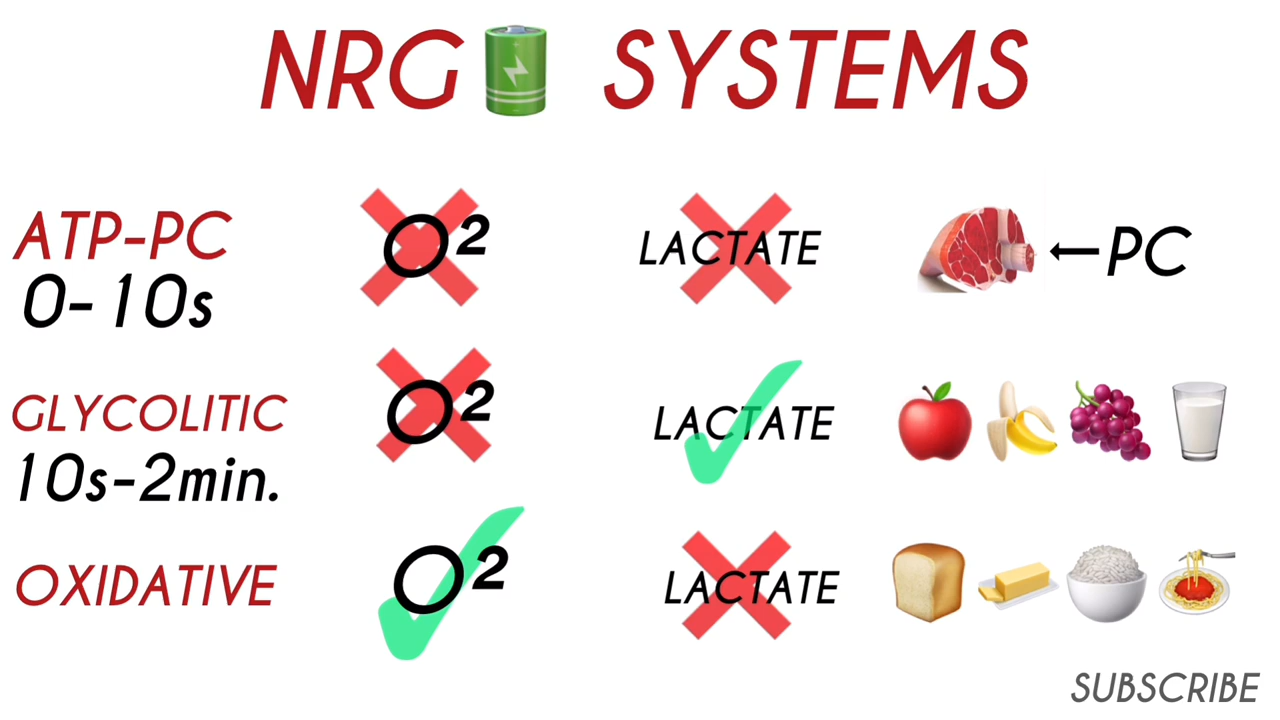 NRG SYSTEMS
ATP-PC O² LACTATE ←PC
0-10s
GLYCOLITIC O² LACTATE
10s-2min.
OXIDATIVE O² LACTATE
SUBSCRIBE